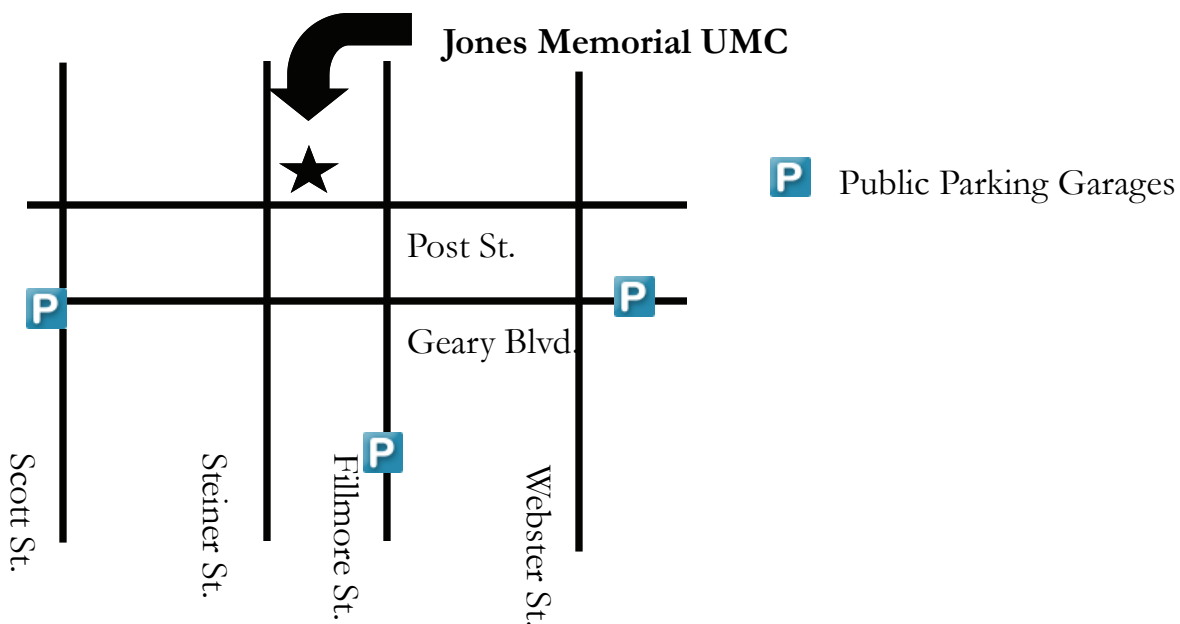 Jones Memorial UMC
P Public Parking Garages
Post St.
P
P
Geary Blvd.
P
Scott St.
Steiner St.
Fillmore St.
Webster St.